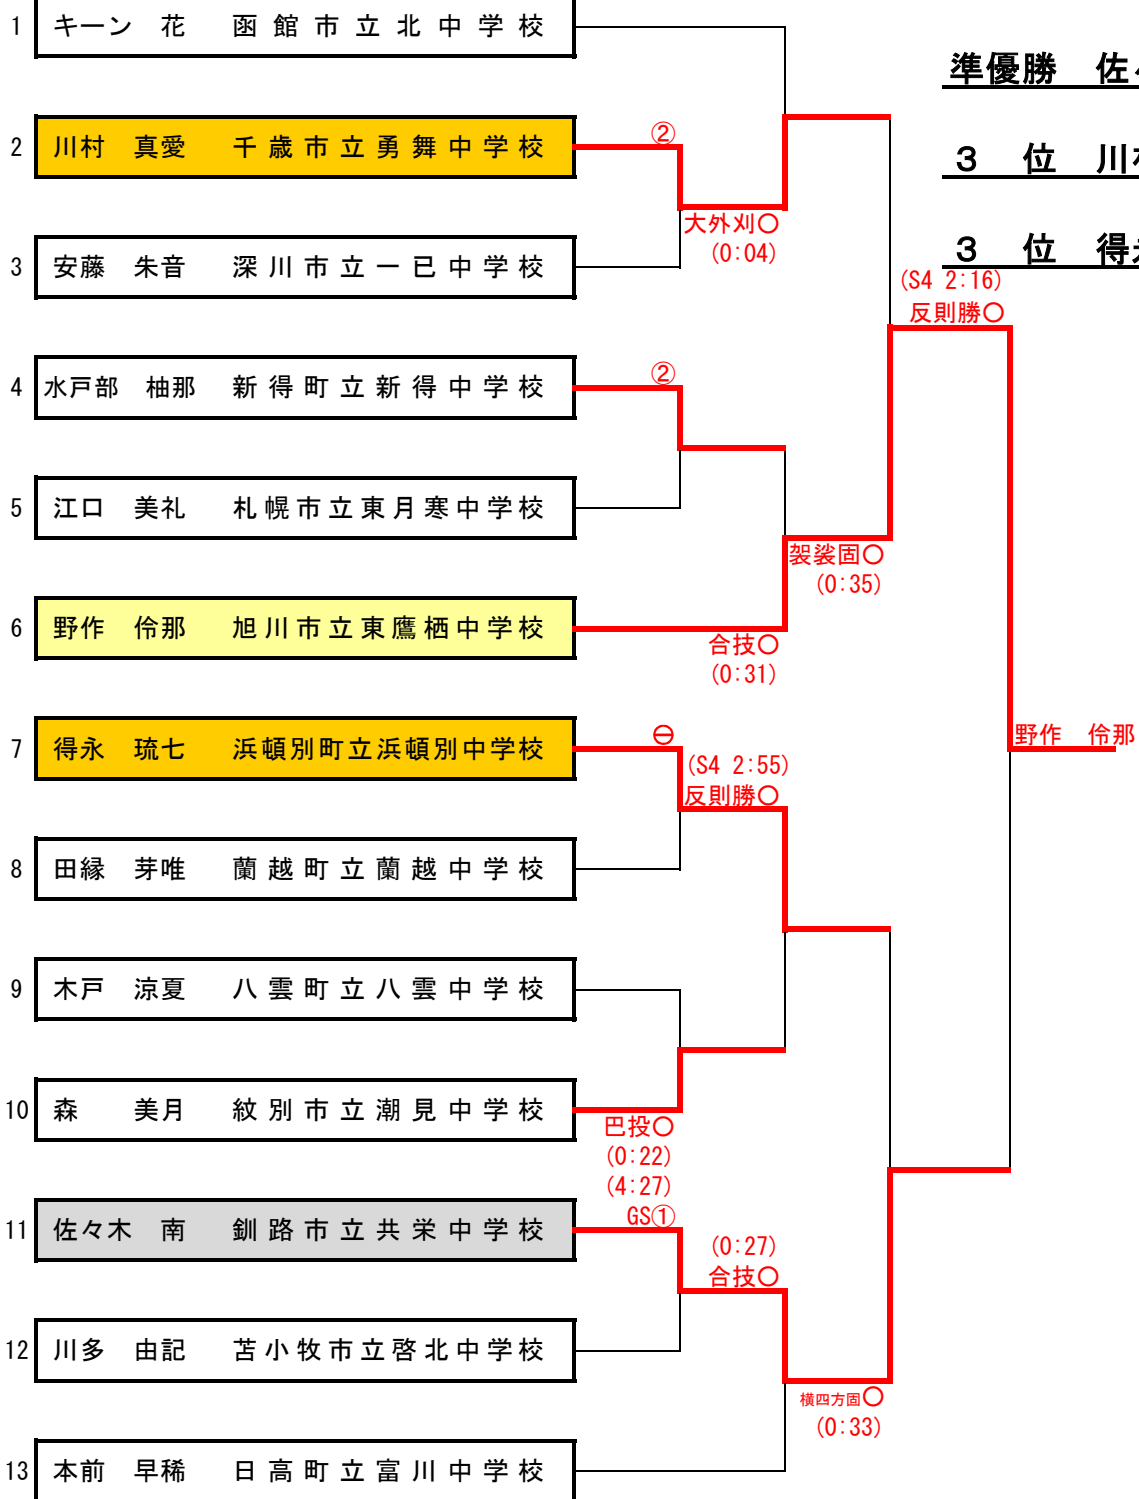 1 キーン 花 函館市立北中学校
準優勝 佐々
2 川村 真愛 千歳市立勇舞中学校
②
3 位 川村
大外刈○
(0:04)
3 安藤 朱音 深川市立一已中学校
3 位 得永
(S4 2:16)
反則勝○
4 水戸部 柚那 新得町立新得中学校
②
5 江口 美礼 札幌市立東月寒中学校
袈裟固○
(0:35)
6 野作 伶那 旭川市立東鷹栖中学校
合技○
(0:31)
7 得永 琉七 浜頓別町立浜頓別中学校
⊖
野作 伶那
(S4 2:55)
反則勝○
8 田縁 芽唯 蘭越町立蘭越中学校
9 木戸 涼夏 八雲町立八雲中学校
10 森 美月 紋別市立潮見中学校
巴投○
(0:22)
(4:27)
GS①
11 佐々木 南 釧路市立共栄中学校
(0:27)
合技○
12 川多 由記 苫小牧市立啓北中学校
横四方固○
(0:33)
13 本前 早稀 日高町立富川中学校